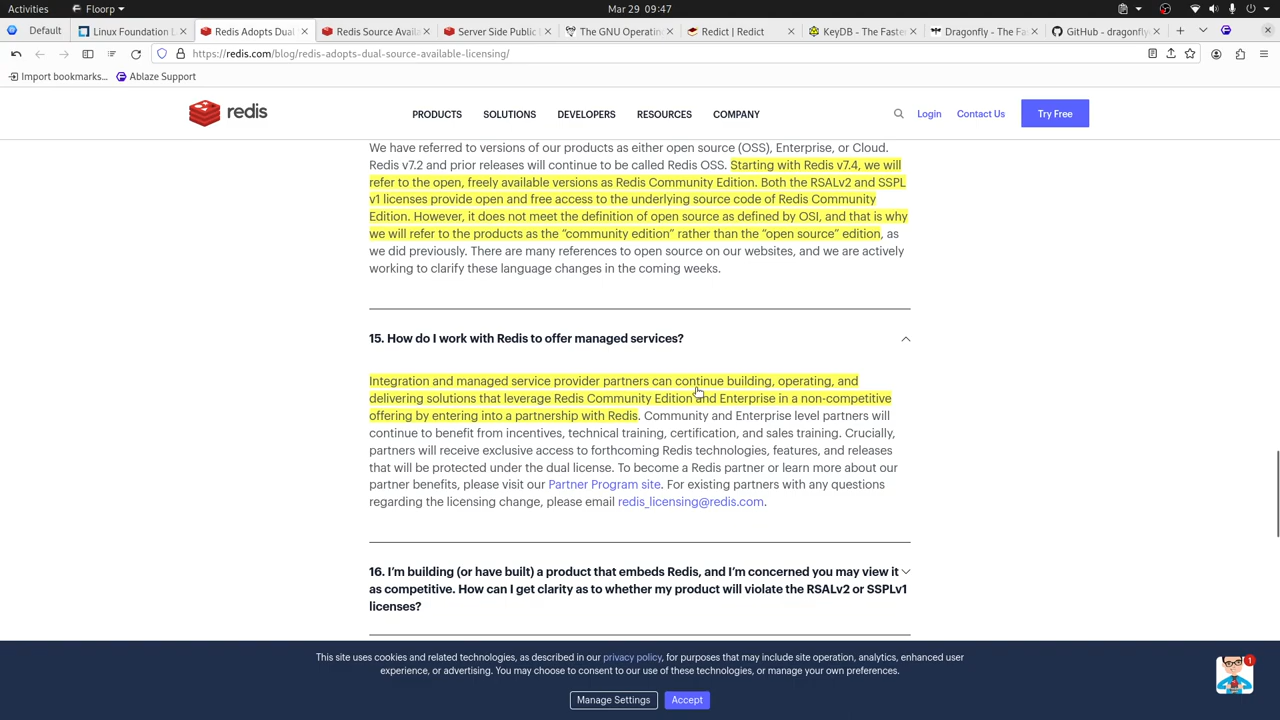 Activities
Floorp
Mar 29 09:47
Default
Linux Foundation L
Redis Adopts Dual
Redis Source Availa
Server Side Public
The GNU Operatin
Redict | Redict
KeyDB - The Faster
Dragonfly - The Fa
GitHub - dragonfly
https://redis.com/blog/redis-adopts-dual-source-available-licensing/
Import bookmarks...
Ablaze Support
redis
PRODUCTS
SOLUTIONS
DEVELOPERS
RESOURCES
COMPANY
Login
Contact Us
Try Free
We have referred to versions of our products as either open source (OSS), Enterprise, or Cloud.
Redis v7.2 and prior releases will continue to be called Redis OSS. Starting with Redis v7.4, we will
refer to the open, freely available versions as Redis Community Edition. Both the RSALv2 and SSPL
v1 licenses provide open and free access to the underlying source code of Redis Community
Edition. However, it does not meet the definition of open source as defined by OSI, and that is why
we will refer to the products as the “community edition” rather than the “open source” edition, as
we did previously. There are many references to open source on our websites, and we are actively
working to clarify these language changes in the coming weeks.
15. How do I work with Redis to offer managed services?
Integration and managed service provider partners can continue building, operating, and
delivering solutions that leverage Redis Community Edition and Enterprise in a non-competitive
offering by entering into a partnership with Redis. Community and Enterprise level partners will
continue to benefit from incentives, technical training, certification, and sales training. Crucially,
partners will receive exclusive access to forthcoming Redis technologies, features, and releases
that will be protected under the dual license. To become a Redis partner or learn more about our
partner benefits, please visit our Partner Program site. For existing partners with any questions
regarding the licensing change, please email redis_licensing@redis.com.
16. I’m building (or have built) a product that embeds Redis, and I’m concerned you may view it
as competitive. How can I get clarity as to whether my product will violate the RSALv2 or SSPLv1
licenses?
This site uses cookies and related technologies, as described in our privacy policy, for purposes that may include site operation, analytics, enhanced user
experience, or advertising. You may choose to consent to our use of these technologies, or manage your own preferences.
Manage Settings
Accept
1